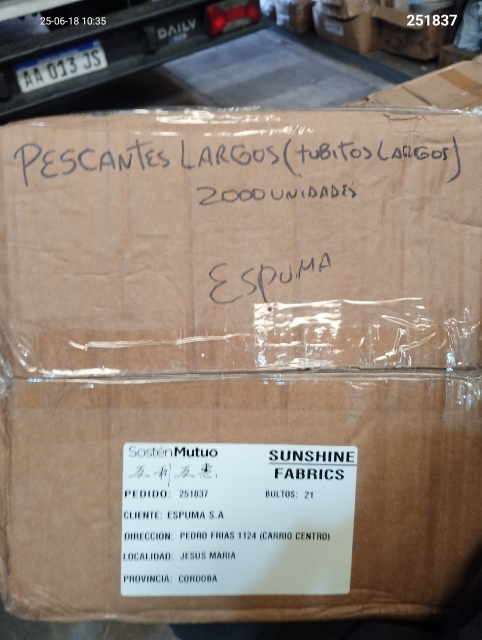 25-06-18 10:35
251837
DAILY
AA 013 JS
PESCANTES LARGOS (TUBITOS LARGOS)
2000 UNIDADES
ESPUMA
SosténMutuo
SUNSHINE
FABRICS
PEDIDO: 251837 BULTOS: 21
CLIENTE: ESPUMA S.A
DIRECCION: PEDRO FRIAS 1124 (CARRIO CENTRO)
LOCALIDAD: JESUS MARIA
PROVINCIA: CORDOBA